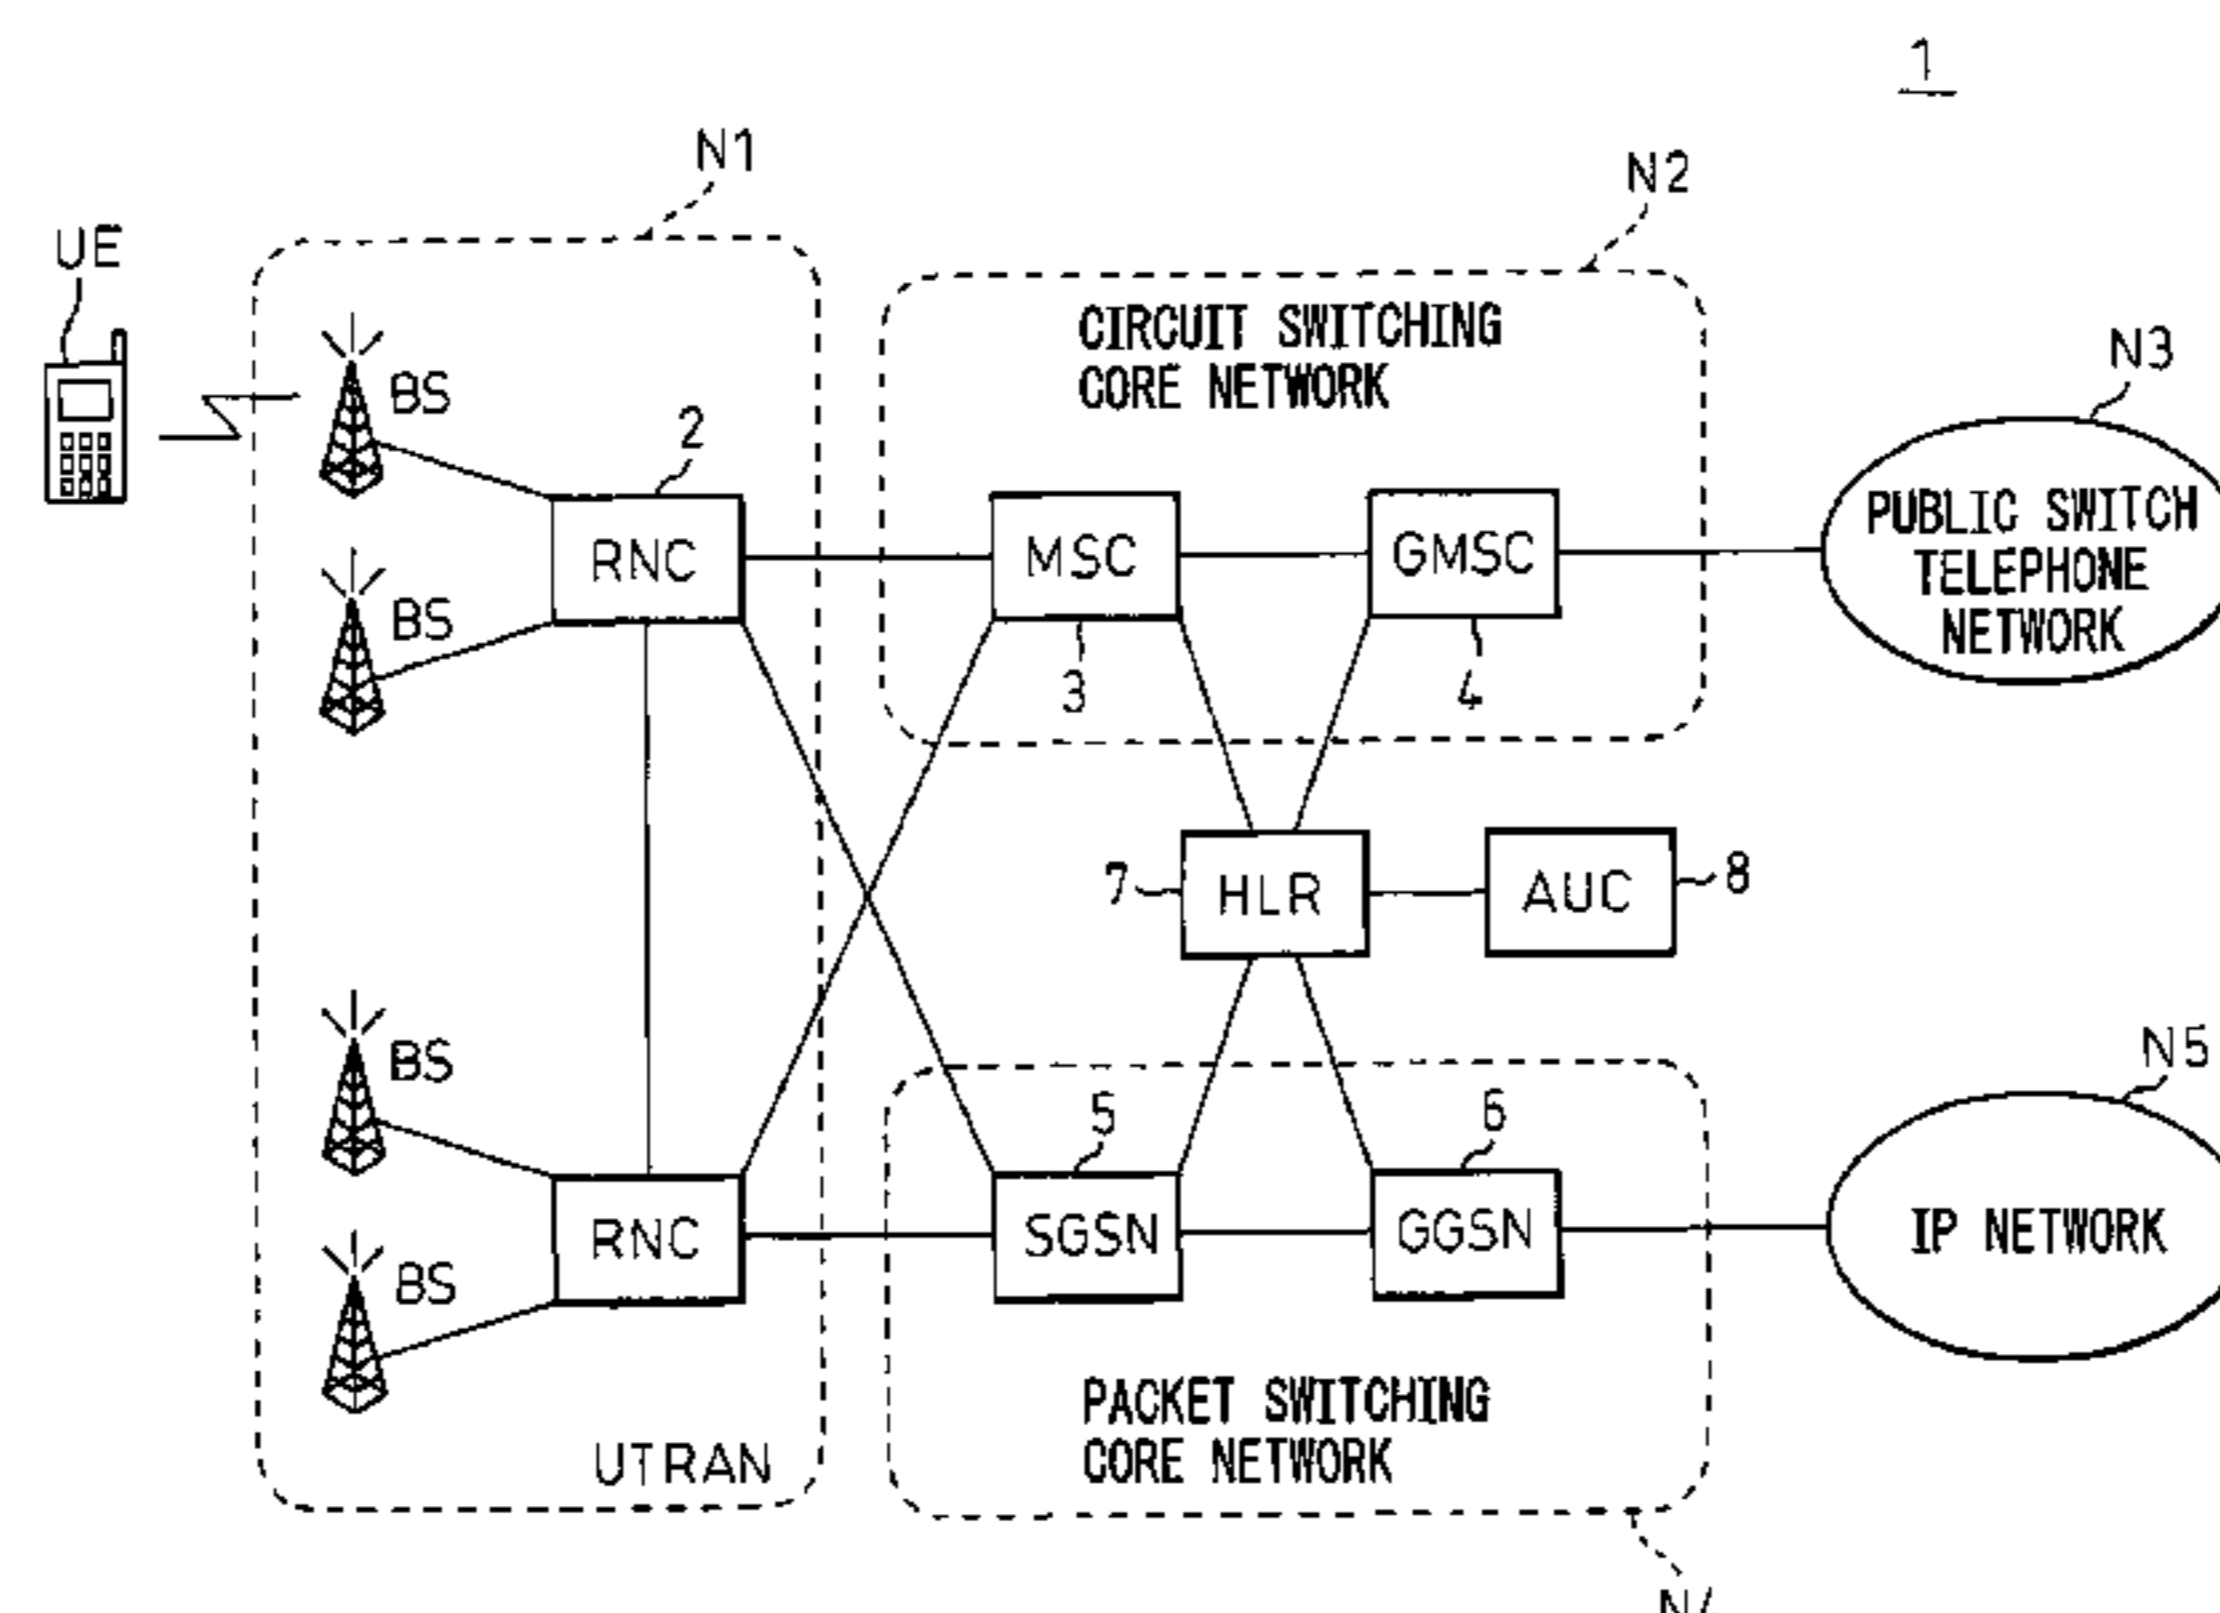 1
N1
N2
UE
CIRCUIT SWITCHING
CORE NETWORK
N3
BS
2
RNC
MSC
GMSC
PUBLIC SWITCH
TELEPHONE
NETWORK
BS
3
4
7
HLR
AUC
8
BS
5
6
N5
RNC
SGSN
GGSN
IP NETWORK
BS
PACKET SWITCHING
CORE NETWORK
UTRAN